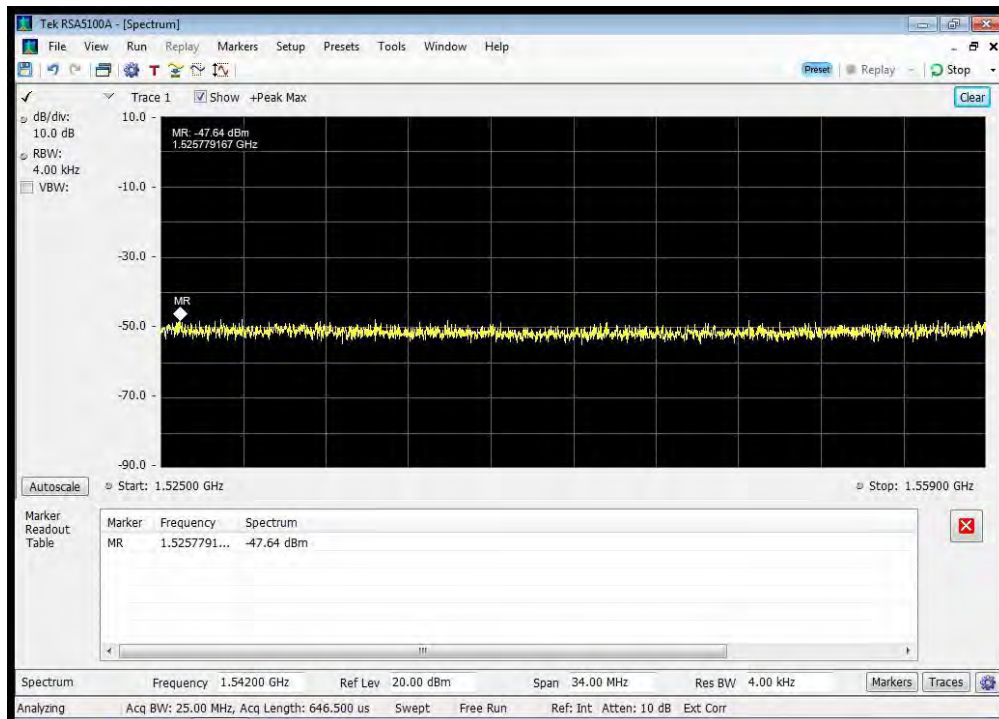 Tek RSA5100A - [Spectrum]
File View Run Replay Markers Setup Presets Tools Window Help
Preset Replay Stop
Trace 1 Show +Peak Max Clear
dB/div:
10.0 dB
RBW:
4.00 kHz
VBW:
10.0
-10.0
-30.0
-50.0
-70.0
-90.0
MR: -47.64 dBm
1.525779167 GHz
MR
Autoscale Start: 1.52500 GHz Stop: 1.55900 GHz
Marker
Readout
Table
Marker Frequency Spectrum
MR 1.5257791... -47.64 dBm
Spectrum Frequency 1.54200 GHz Ref Lev 20.00 dBm Span 34.00 MHz Res BW 4.00 kHz Markers Traces
Analyzing Acq BW: 25.00 MHz, Acq Length: 646.500 us Swept Free Run Ref: Int Atten: 10 dB Ext Corr